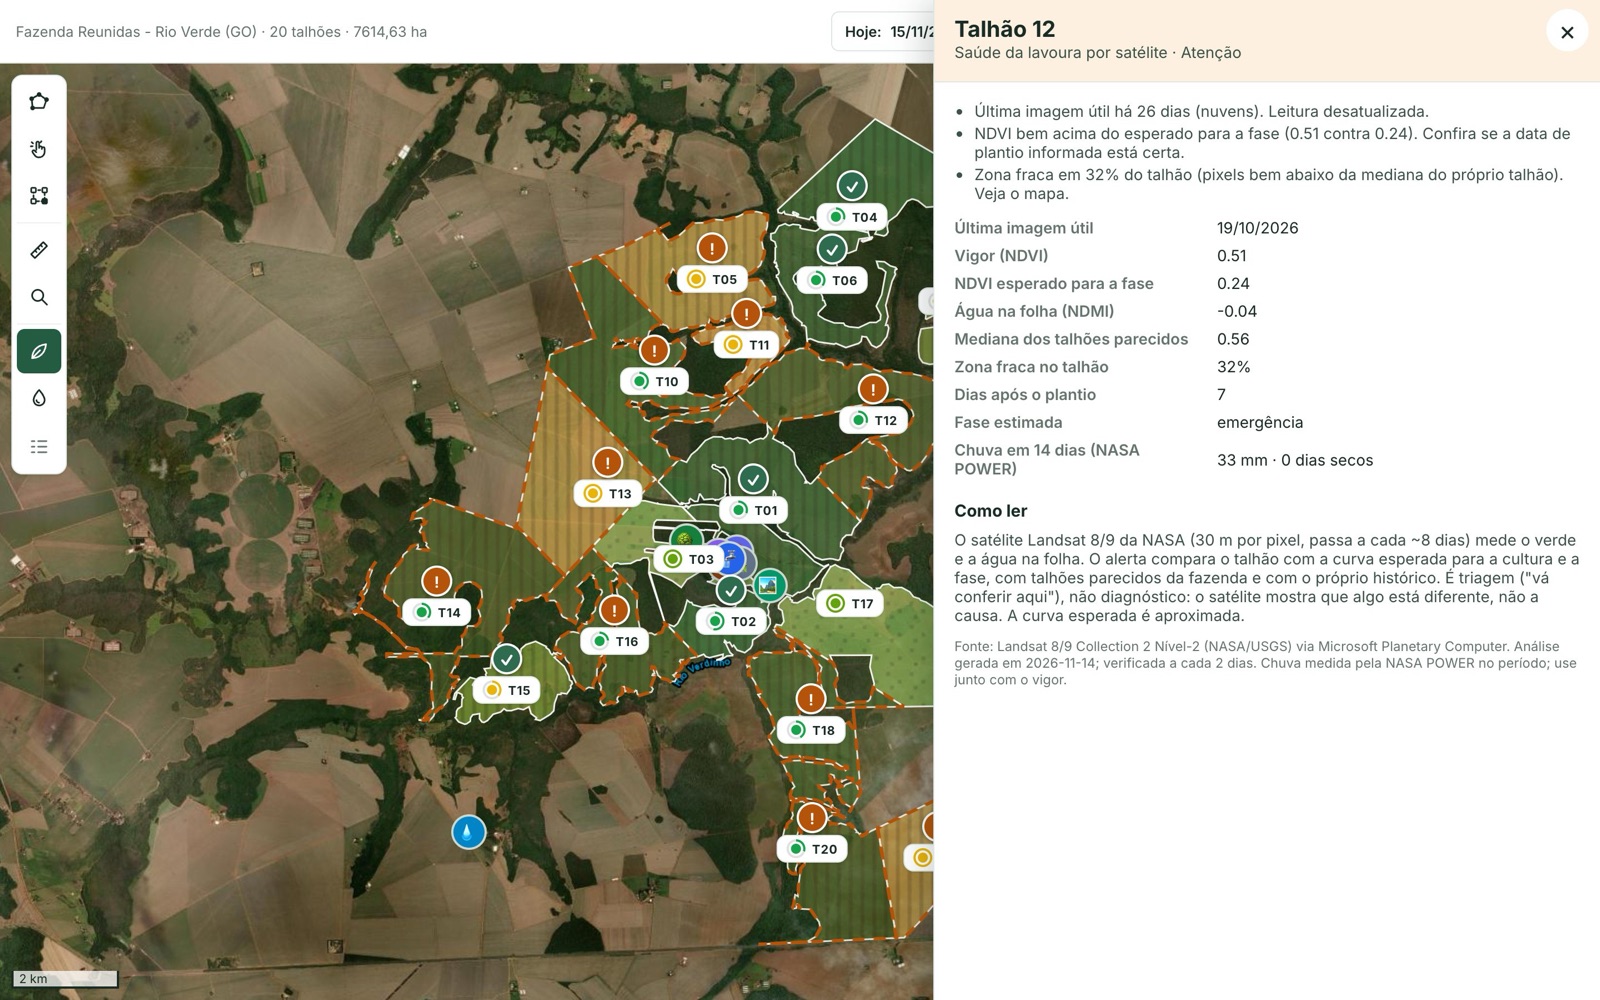 Fazenda Reunidas - Rio Verde (GO) · 20 talhões · 7614,63 ha
Hoje: 15/11/2
Talhão 12
Saúde da lavoura por satélite · Atenção
• Última imagem útil há 26 dias (nuvens). Leitura desatualizada.
• NDVI bem acima do esperado para a fase (0.51 contra 0.24). Confira se a data de
plantio informada está certa.
• Zona fraca em 32% do talhão (pixels bem abaixo da mediana do próprio talhão).
Veja o mapa.
Última imagem útil 19/10/2026
Vigor (NDVI) 0.51
NDVI esperado para a fase 0.24
Água na folha (NDMI) -0.04
Mediana dos talhões parecidos 0.56
Zona fraca no talhão 32%
Dias após o plantio 7
Fase estimada emergência
Chuva em 14 dias (NASA
POWER) 33 mm · 0 dias secos
Como ler
O satélite Landsat 8/9 da NASA (30 m por pixel, passa a cada ~8 dias) mede o verde
e a água na folha. O alerta compara o talhão com a curva esperada para a cultura e a
fase, com talhões parecidos da fazenda e com o próprio histórico. É triagem ("vá
conferir aqui"), não diagnóstico: o satélite mostra que algo está diferente, não a
causa. A curva esperada é aproximada.
Fonte: Landsat 8/9 Collection 2 Nível-2 (NASA/USGS) via Microsoft Planetary Computer. Análise
gerada em 2026-11-14; verificada a cada 2 dias. Chuva medida pela NASA POWER no período; use
junto com o vigor.
T04
T05
T06
T11
T10
T12
T13
T01
T03
T17
T14
T02
T16
Rio Verdinho
T15
T18
T20
2 km